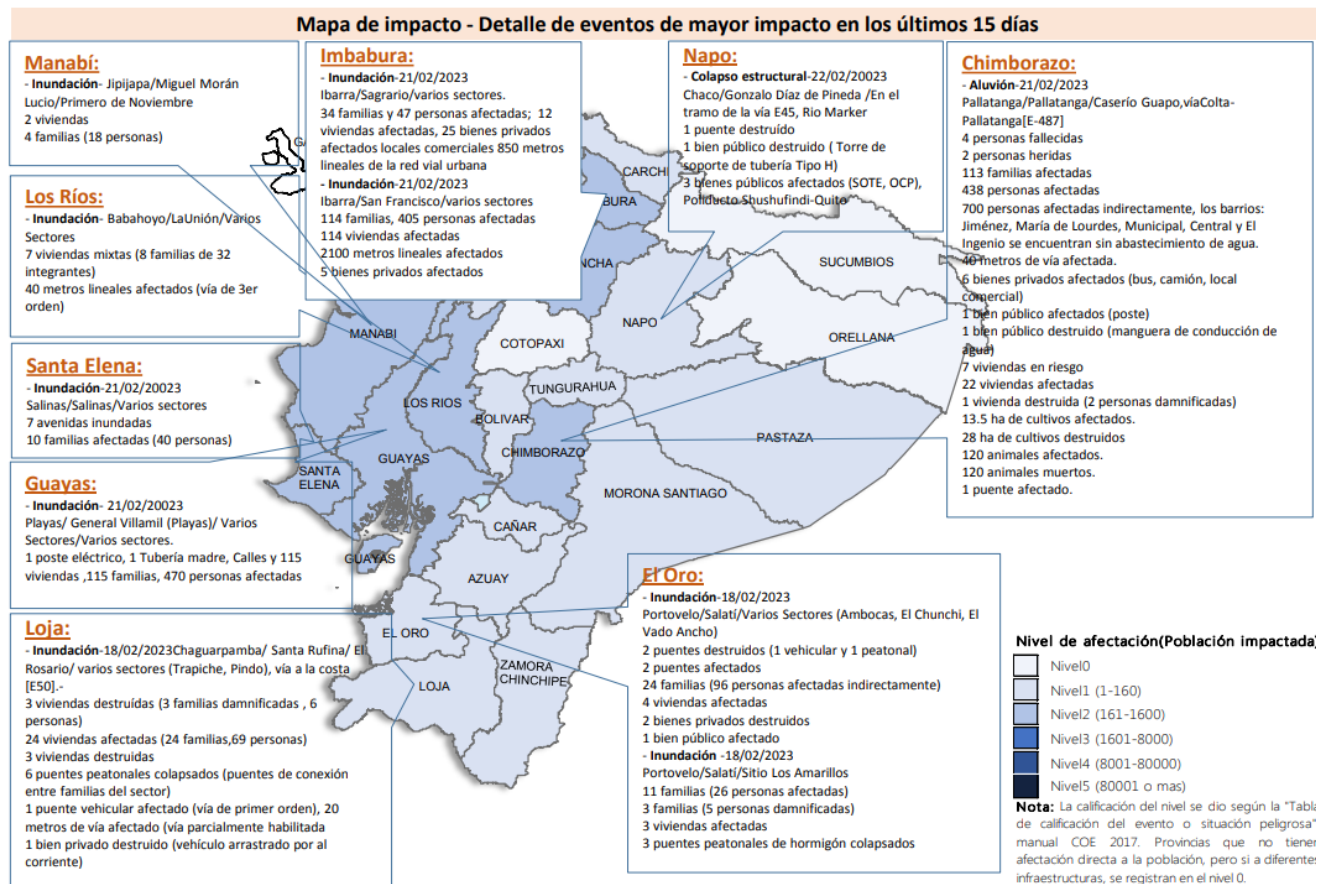 Mapa de impacto - Detalle de eventos de mayor impacto en los últimos 15 días
Manabí:
- Inundación- Jipijapa/Miguel Morán
Lucio/Primero de Noviembre
2 viviendas
4 familias (18 personas)
Los Ríos:
- Inundación- Babahoyo/LaUnión/Varios
Sectores
7 viviendas mixtas (8 familias de 32
integrantes)
40 metros lineales afectados (vía de 3er
orden)
Santa Elena:
- Inundación-21/02/20023
Salinas/Salinas/Varios sectores
7 avenidas inundadas
10 familias afectadas (40 personas)
Guayas:
- Inundación- 21/02/20023
Playas/ General Villamil (Playas)/ Varios
Sectores/Varios sectores.
1 poste eléctrico, 1 Tubería madre, Calles y 115
viviendas ,115 familias, 470 personas afectadas
Loja:
- Inundación-18/02/2023Chaguarpamba/ Santa Rufina/ El
Rosario/ varios sectores (Trapiche, Pindo), vía a la costa
[E50].-
3 viviendas destruídas (3 familias damnificadas , 6
personas)
24 viviendas afectadas (24 familias,69 personas)
3 viviendas destruidas
6 puentes peatonales colapsados (puentes de conexión
entre familias del sector)
1 puente vehicular afectado (vía de primer orden), 20
metros de vía afectado (vía parcialmente habilitada
1 bien privado destruido (vehículo arrastrado por al
corriente)
Imbabura:
- Inundación-21/02/2023
Ibarra/Sagrario/varios sectores.
34 familias y 47 personas afectadas; 12
viviendas afectadas, 25 bienes privados
afectados locales comerciales 850 metros
lineales de la red vial urbana
- Inundación-21/02/2023
Ibarra/San Francisco/varios sectores
114 familias, 405 personas afectadas
114 viviendas afectadas
2100 metros lineales afectados
5 bienes privados afectados
Napo:
- Colapso estructural-22/02/20023
Chaco/Gonzalo Díaz de Pineda /En el
tramo de la vía E45, Rio Marker
1 puente destruído
1 bien público destruido ( Torre de
soporte de tubería Tipo H)
3 bienes públicos afectados (SOTE, OCP),
Poliducto Shushufindi-Quito
Chimborazo:
- Aluvión-21/02/2023
Pallatanga/Pallatanga/Caserío Guapo,víaColta-
Pallatanga[E-487]
4 personas fallecidas
2 personas heridas
113 familias afectadas
438 personas afectadas
700 personas afectadas indirectamente, los barrios:
Jiménez, María de Lourdes, Municipal, Central y El
Ingenio se encuentran sin abastecimiento de agua.
40 metros de vía afectada.
6 bienes privados afectados (bus, camión, local
comercial)
1 bien público afectados (poste)
1 bien público destruido (manguera de conducción de
agua)
7 viviendas en riesgo
22 viviendas afectadas
1 vivienda destruida (2 personas damnificadas)
13.5 ha de cultivos afectados.
28 ha de cultivos destruidos
120 animales afectados.
120 animales muertos.
1 puente afectado.
El Oro:
- Inundación-18/02/2023
Portovelo/Salatí/Varios Sectores (Ambocas, El Chunchi, El
Vado Ancho)
2 puentes destruidos (1 vehicular y 1 peatonal)
2 puentes afectados
24 familias (96 personas afectadas indirectamente)
4 viviendas afectadas
2 bienes privados destruidos
1 bien público afectado
- Inundación -18/02/2023
Portovelo/Salatí/Sitio Los Amarillos
11 familias (26 personas afectadas)
3 familias (5 personas damnificadas)
3 viviendas afectadas
3 puentes peatonales de hormigón colapsados
GA
CARCHI
BURA
NCHA
SUCUMBIOS
NAPO
ORELLANA
MANABI
COTOPAXI
TUNGURAHUA
LOS RIOS
BOLIVAR
CHIMBORAZO
PASTAZA
GUAYAS
SANTA
ELENA
MORONA SANTIAGO
CAÑAR
GUAYAS
AZUAY
EL ORO
LOJA
ZAMORA
CHINCHIPE
Nivel de afectación(Población impactada)
Nivel0
Nivel1 (1-160)
Nivel2 (161-1600)
Nivel3 (1601-8000)
Nivel4 (8001-80000)
Nivel5 (80001 o mas)
Nota: La calificación del nivel se dio según la "Tabla
de calificación del evento o situación peligrosa"
manual COE 2017. Provincias que no tienen
afectación directa a la población, pero si a diferentes
infraestructuras, se registran en el nivel 0.